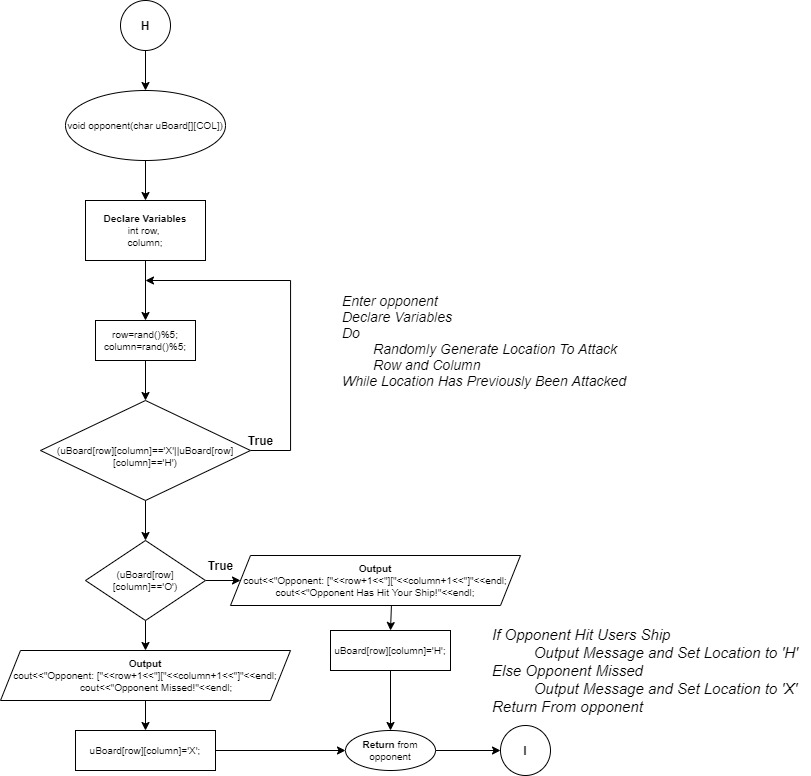 H
void opponent(char uBoard[][COL])
Declare Variables
int row,
column;
row=rand()%5;
column=rand()%5;
Enter opponent
Declare Variables
Do
Randomly Generate Location To Attack
Row and Column
While Location Has Previously Been Attacked
True
(uBoard[row][column]=='X'||uBoard[row]
[column]=='H')
True
(uBoard[row]
[column]=='O')
Output
cout<<"Opponent: ["<<row+1<<"]["<<column+1<<"]"<<endl;
cout<<"Opponent Has Hit Your Ship!"<<endl;
uBoard[row][column]='H';
Output
cout<<"Opponent: ["<<row+1<<"]["<<column+1<<"]"<<endl;
cout<<"Opponent Missed!"<<endl;
If Opponent Hit Users Ship
Output Message and Set Location to 'H'
Else Opponent Missed
Output Message and Set Location to 'X'
Return From opponent
uBoard[row][column]='X';
Return from
opponent
I